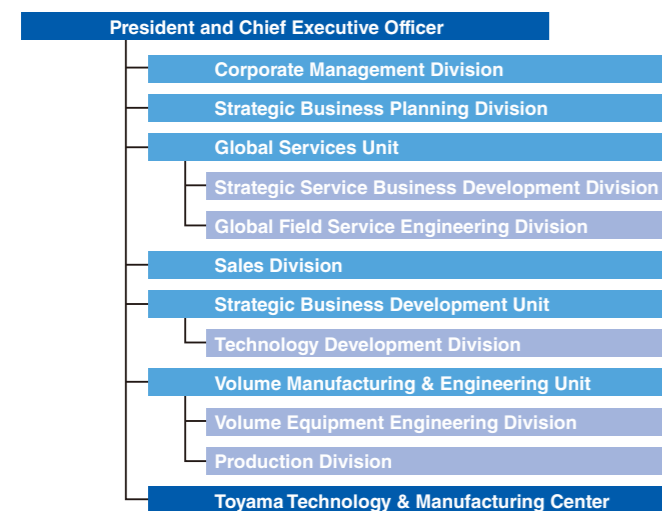 President and Chief Executive Officer
Corporate Management Division
Strategic Business Planning Division
Global Services Unit
Strategic Service Business Development Division
Global Field Service Engineering Division
Sales Division
Strategic Business Development Unit
Technology Development Division
Volume Manufacturing & Engineering Unit
Volume Equipment Engineering Division
Production Division
Toyama Technology & Manufacturing Center